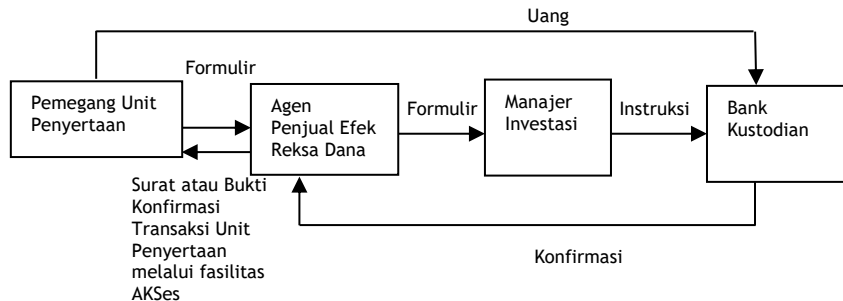 Uang
Formulir
Pemegang Unit
Penyertaan
Agen
Penjual Efek
Reksa Dana
Formulir
Manajer
Investasi
Instruksi
Bank
Kustodian
Surat atau Bukti
Konfirmasi
Transaksi Unit
Penyertaan
melalui fasilitas
AKSes
Konfirmasi